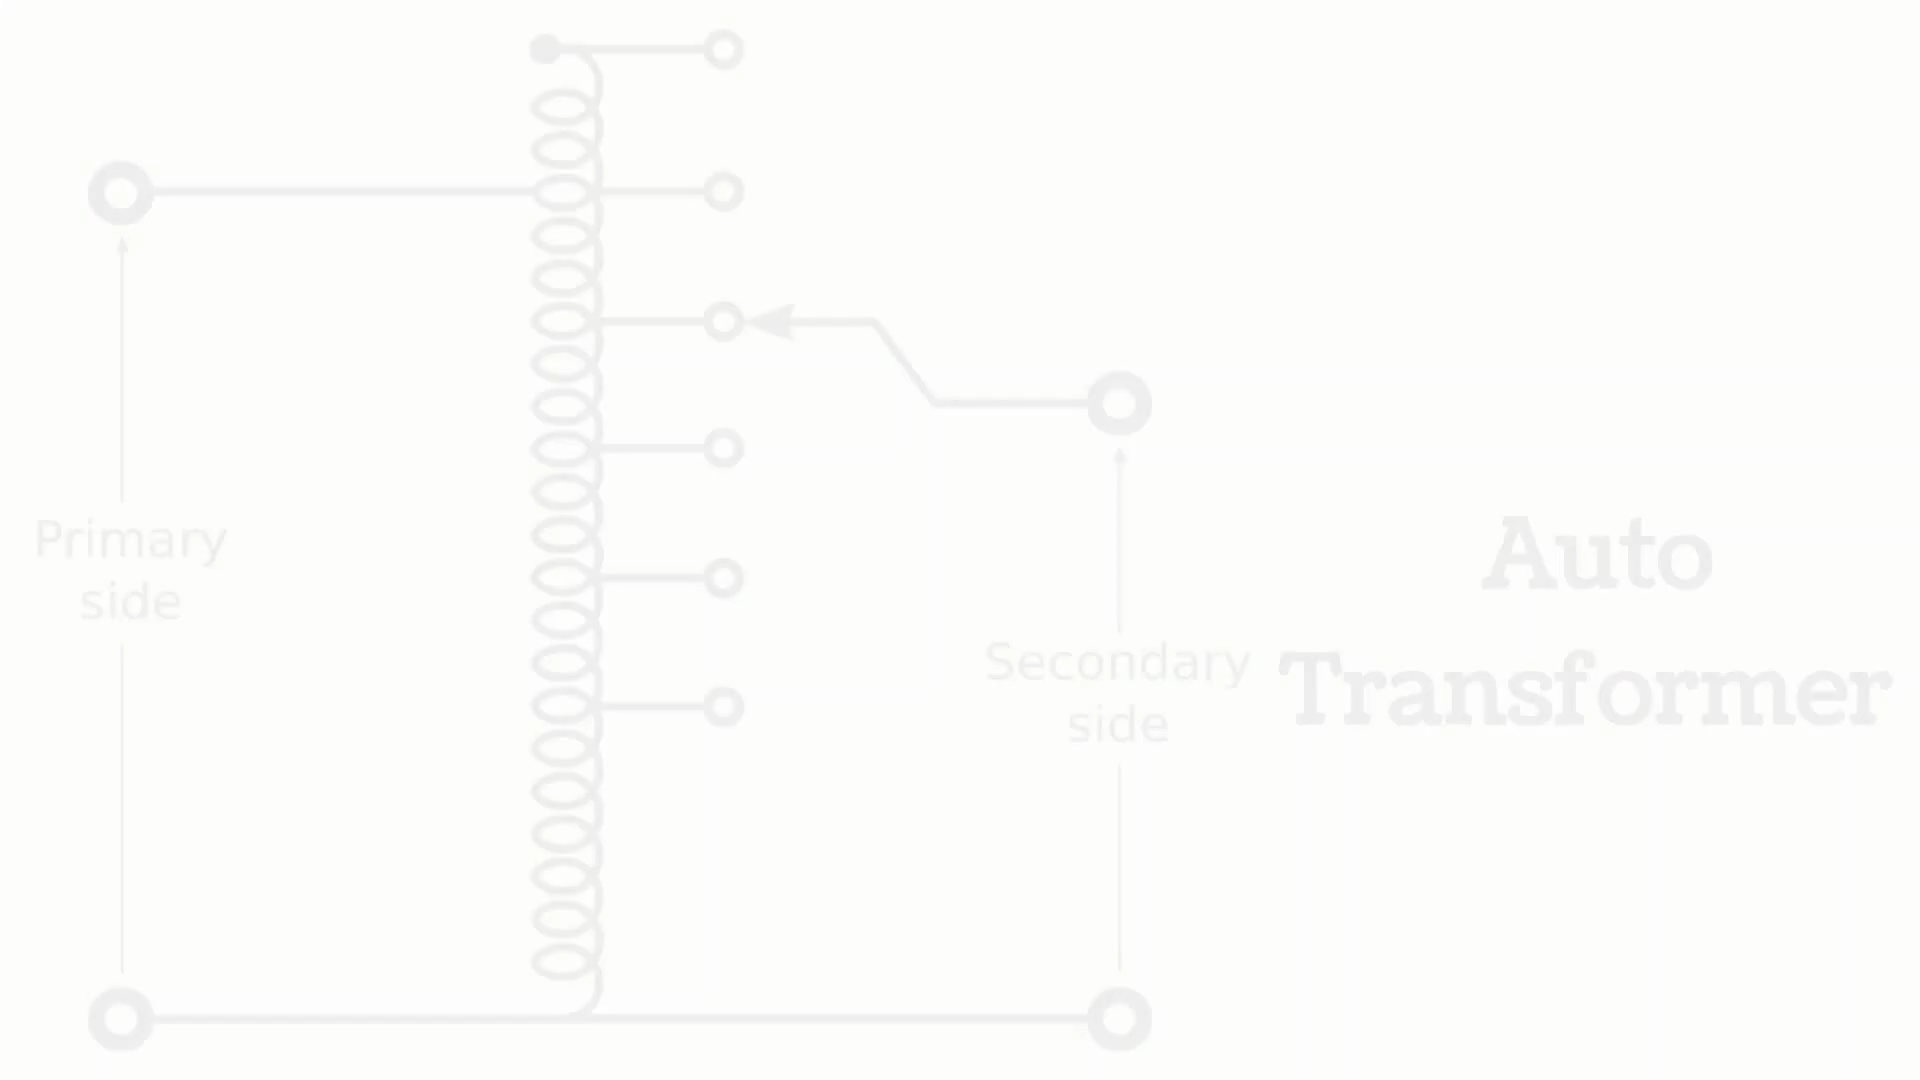 Primary
side
Secondary
side
Auto
Transformer